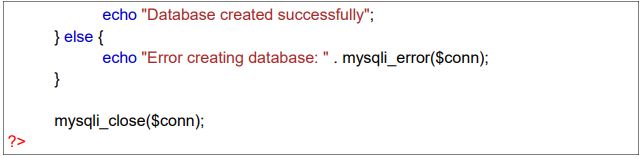 echo "Database created successfully";
} else {
echo "Error creating database: " . mysqli_error($conn);
}
mysqli_close($conn);
?>